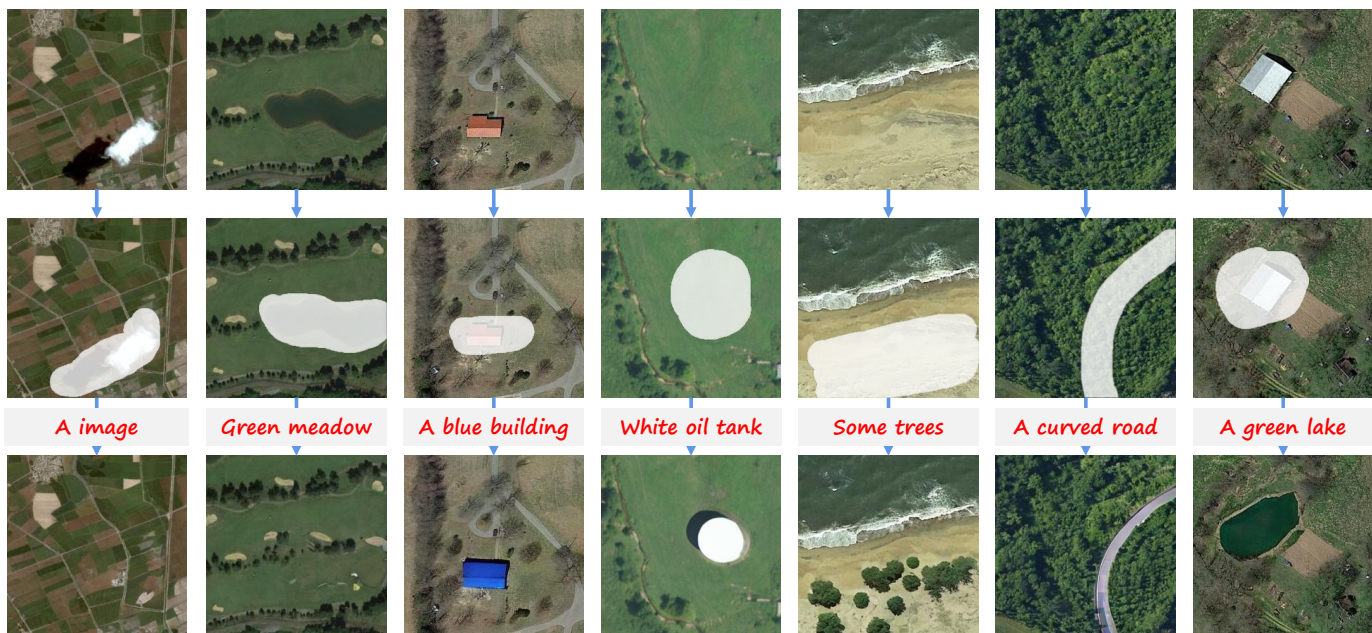 A image
Green meadow
A blue building
White oil tank
Some trees
A curved road
A green lake